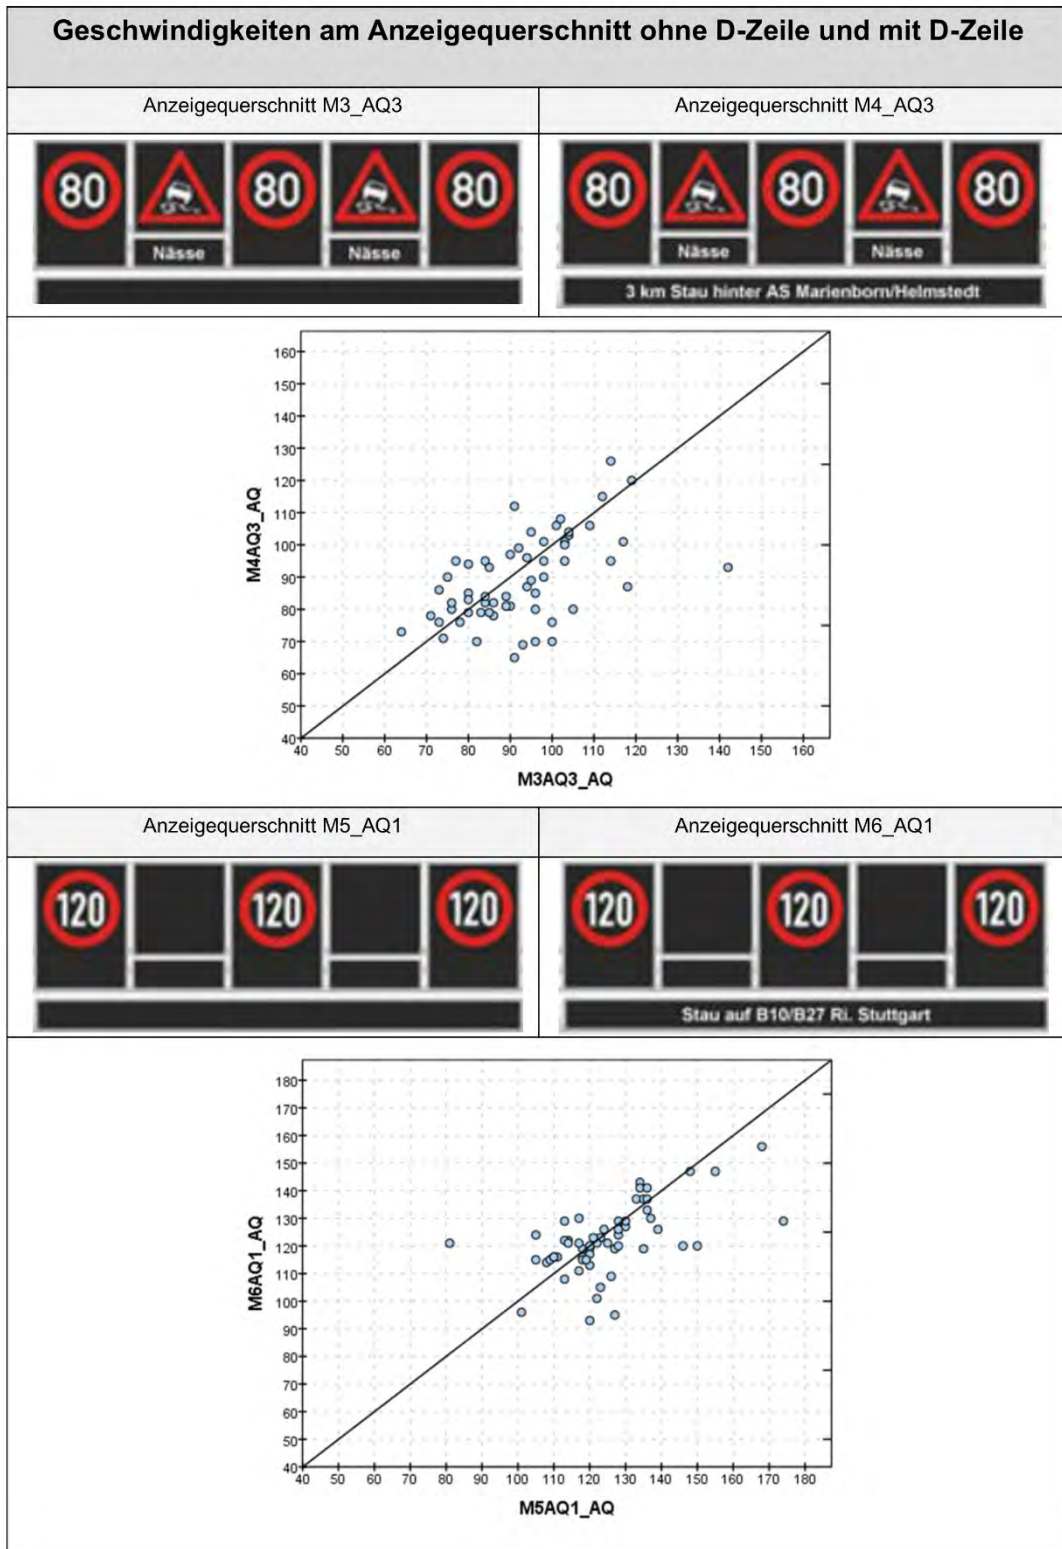 Geschwindigkeiten am Anzeigequerschnitt ohne D-Zeile und mit D-Zeile
Anzeigequerschnitt M3_AQ3
Anzeigequerschnitt M4_AQ3
80 80 80
Nässe Nässe
80 80 80
Nässe Nässe
3 km Stau hinter AS Marienborn/Helmstedt
M4AQ3_AQ
160
150
140
130
120
110
100
90
80
70
60
50
40
40 50 60 70 80 90 100 110 120 130 140 150 160
M3AQ3_AQ
Anzeigequerschnitt M5_AQ1
Anzeigequerschnitt M6_AQ1
120 120 120
120 120 120
Stau auf B10/B27 Ri. Stuttgart
M6AQ1_AQ
180
170
160
150
140
130
120
110
100
90
80
70
60
50
40
40 50 60 70 80 90 100 110 120 130 140 150 160 170 180
M5AQ1_AQ